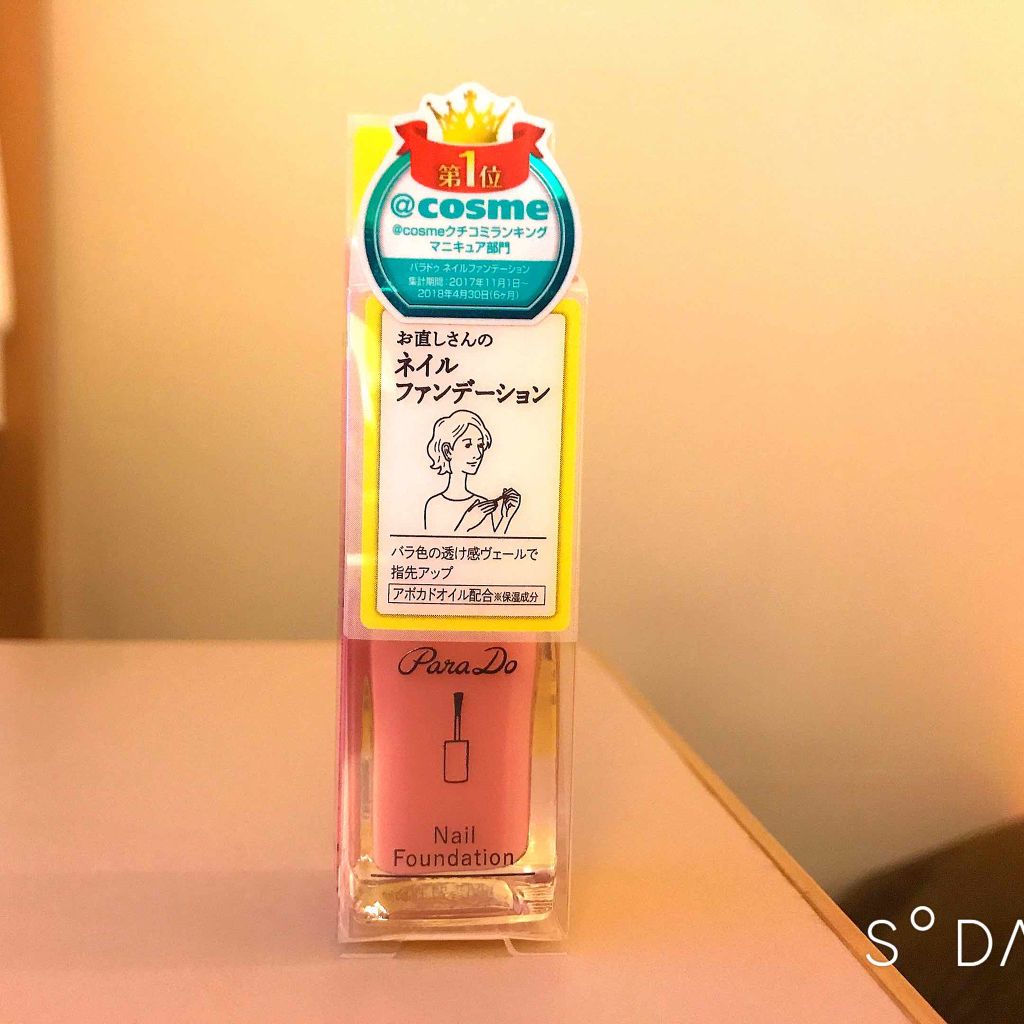 第1位
@cosme
@cosmeクチコミランキング
マニキュア部門
パラドゥ ネイルファンデーション
集計期間:2017年11月1日~
2018年4月30日(6ヶ月)
お直しさんの
ネイル
ファンデーション
バラ色の透け感ヴェールで
指先アップ
アボカドオイル配合※保湿成分
ParaDo
Nail
Foundation
S°DA